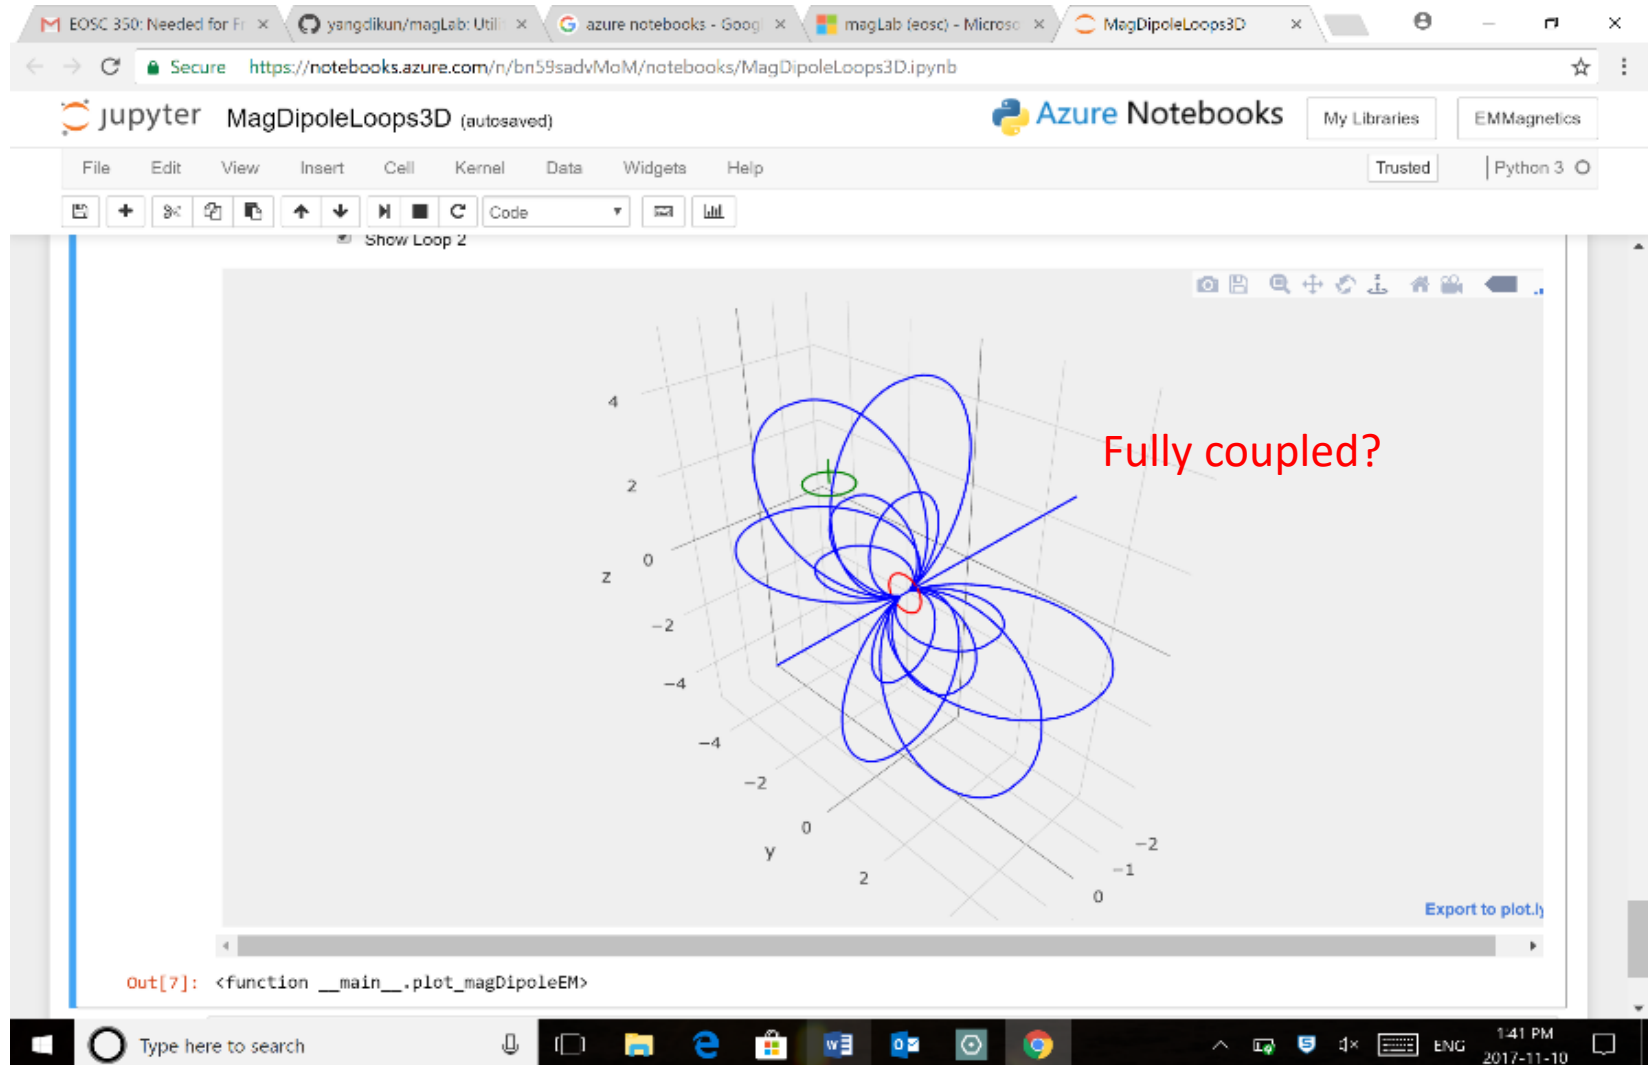 EOSC 350: Needed for Fr
yangdikun/magLab: Utili
azure notebooks - Goog
magLab (eosc) - Microso
MagDipoleLoops3D
Secure https://notebooks.azure.com/n/bn59sadvMoM/notebooks/MagDipoleLoops3D.ipynb
jupyter MagDipoleLoops3D (autosaved)
Azure Notebooks
My Libraries
EMMagnetics
File Edit View Insert Cell Kernel Data Widgets Help
Trusted
Python 3
Code
Show Loop 2
4
Fully coupled?
2
0
z
−2
−4
−4
−2
0
y
2
−2
−1
0
Export to plot.ly
Out[7]: <function __main__.plot_magDipoleEM>
Type here to search
ENG
1:41 PM
2017-11-10